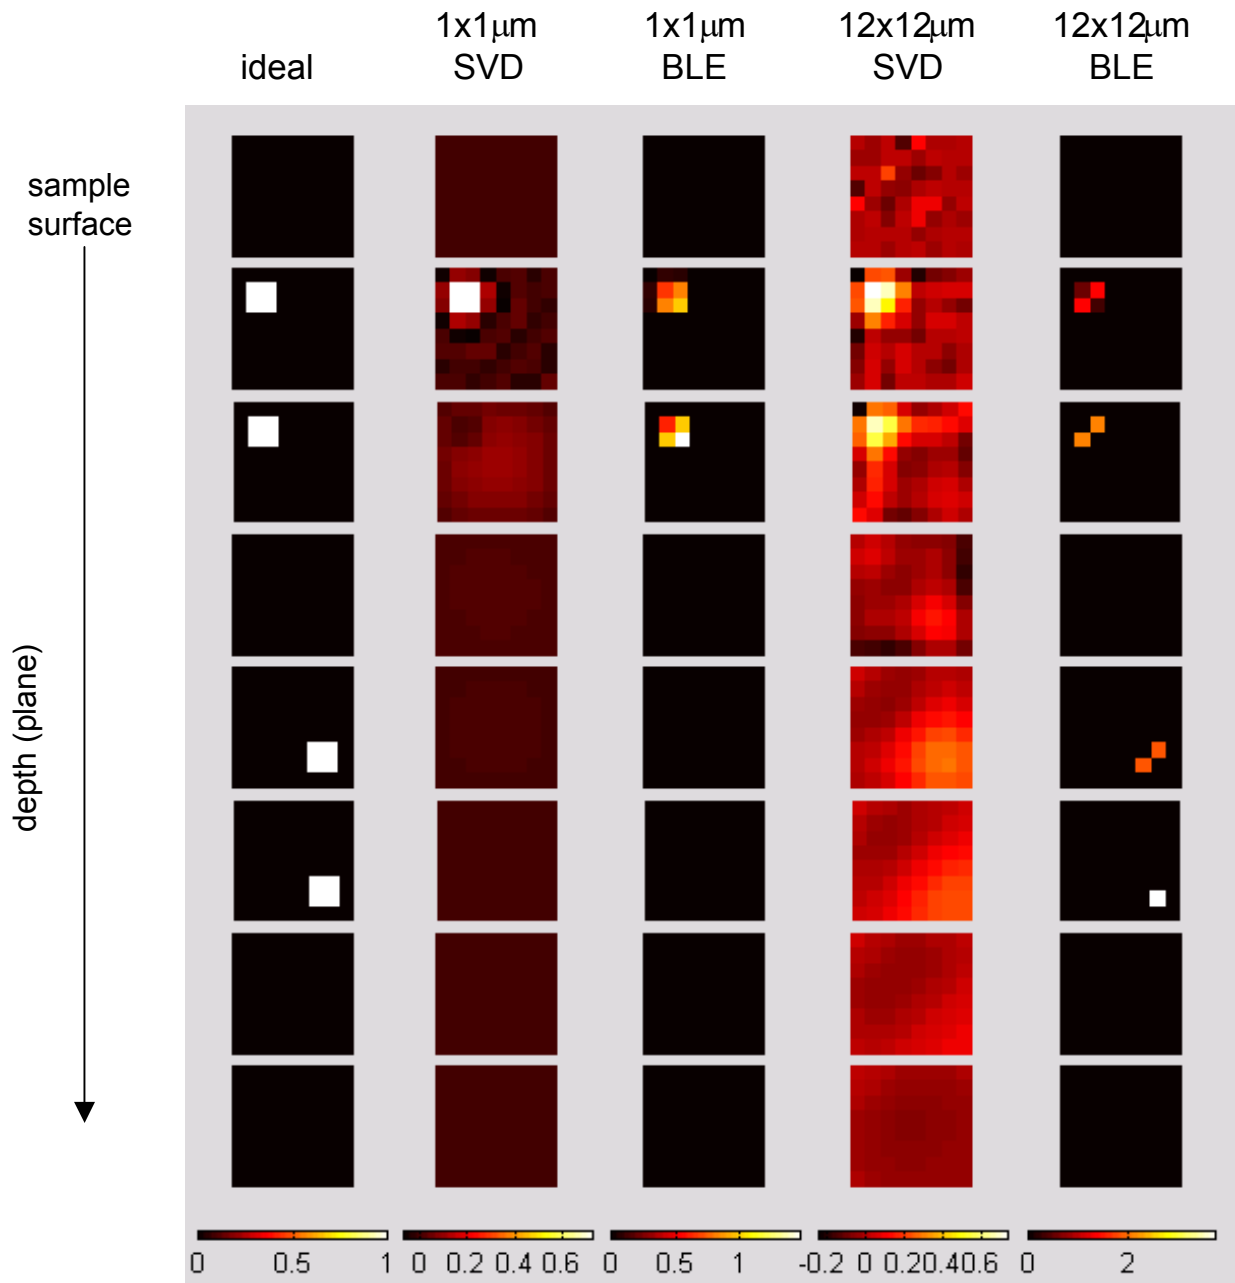 ideal
1x1μm
SVD
1x1μm
BLE
12x12μm
SVD
12x12μm
BLE
sample
surface
depth (plane)
0 0.5 1
0 0.2 0.4 0.6
0 0.5 1
-0.2 0 0.2 0.4 0.6
0 2